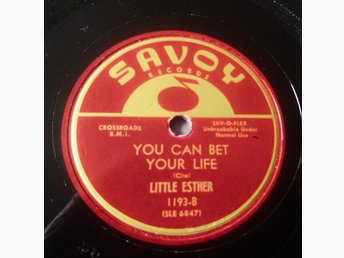 SAVOY
RECORDS
CROSSROADS
B.M.I.
SAV-O-FLEX
Unbreakable Under
Normal Use
YOU CAN BET
YOUR LIFE
(Cita)
LITTLE ESTHER
1193-B
(SLE 6847)